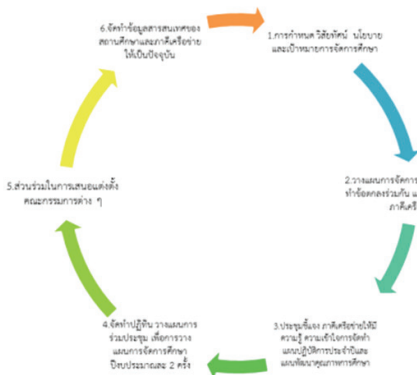 1.การกำหนด วิสัยทัศน์ นโยบาย
และเป้าหมายการจัดการศึกษา
2.วางแผนการจัดการ
ทำข้อตกลงร่วมกัน แ
ภาคีเครื
3.ประชุมชี้แจง ภาคีเครือข่ายให้มี
ความรู้ ความเข้าใจการจัดทำ
แผนปฏิบัติการประจำปีและ
แผนพัฒนาคุณภาพการศึกษา
4.จัดทำปฏิทิน วางแผนการ
ร่วมประชุม เพื่อการวาง
แผนการจัดการศึกษา
ปีงบประมาณละ 2 ครั้ง
5.ส่วนร่วมในการเสนอแต่งตั้ง
คณะกรรมการต่าง ๆ
6.จัดทำข้อมูลสารสนเทศของ
สถานศึกษาและภาคีเครือข่าย
ให้เป็นปัจจุบัน